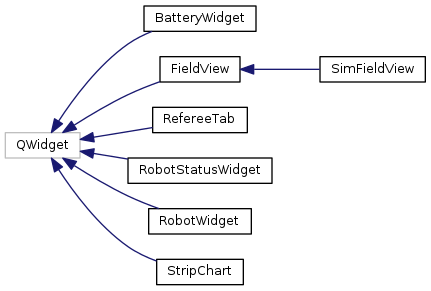 BatteryWidget
FieldView
SimFieldView
RefereeTab
QWidget
RobotStatusWidget
RobotWidget
StripChart